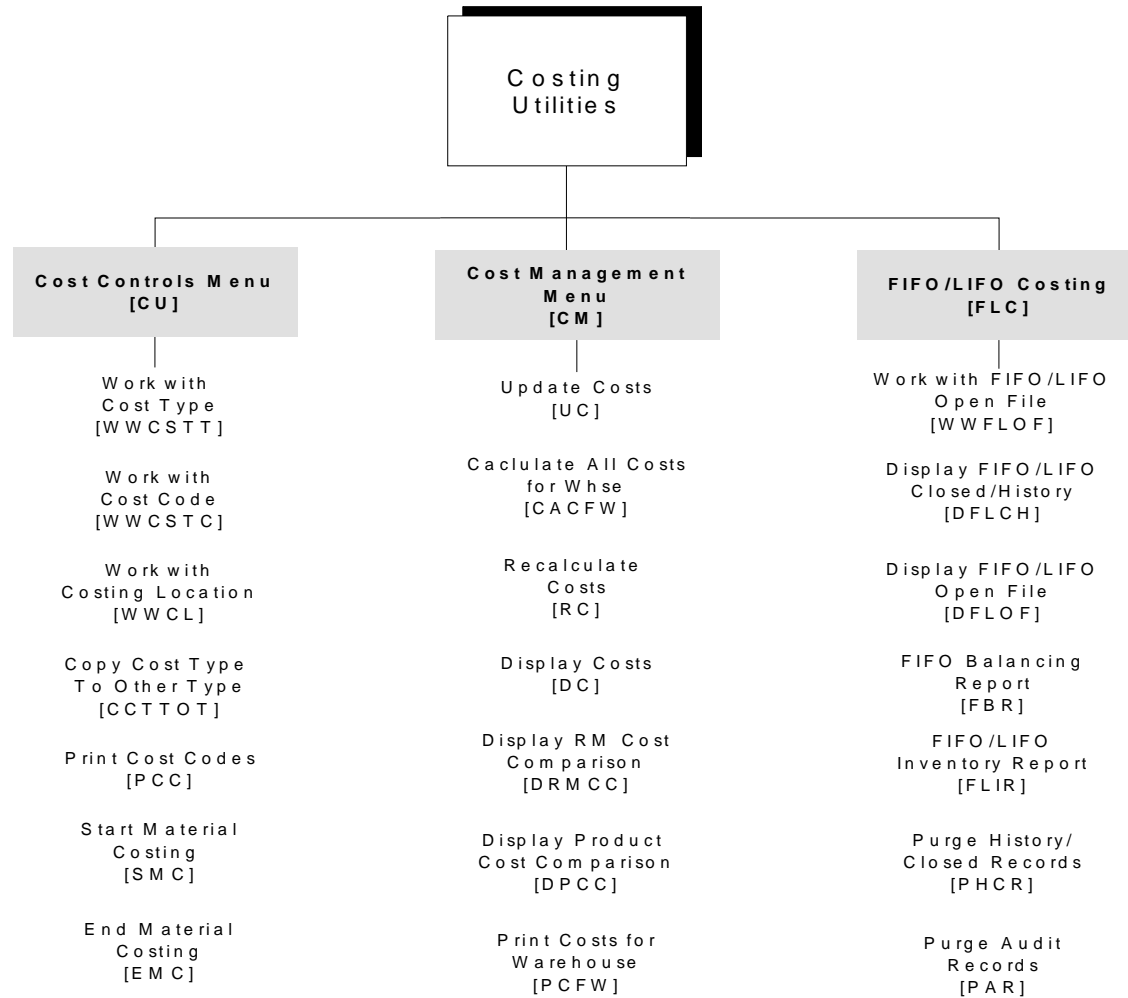 Costing
Utilities
Cost Controls Menu
[CU]
Work with
Cost Type
[WWCSTT]
Work with
Cost Code
[WWCSTC]
Work with
Costing Location
[WWCL]
Copy Cost Type
To Other Type
[CCTTOT]
Print Cost Codes
[PCC]
Start Material
Costing
[SMC]
End Material
Costing
[EMC]
Cost Management
Menu
[CM]
Update Costs
[UC]
Caclulate All Costs
for Whse
[CACFW]
Recalculate
Costs
[RC]
Display Costs
[DC]
Display RM Cost
Comparison
[DRMCC]
Display Product
Cost Comparison
[DPCC]
Print Costs for
Warehouse
[PCFW]
FIFO/LIFO Costing
[FLC]
Work with FIFO/LIFO
Open File
[WWFLOF]
Display FIFO/LIFO
Closed/History
[DFLCH]
Display FIFO/LIFO
Open File
[DFLOF]
FIFO Balancing
Report
[FBR]
FIFO/LIFO
Inventory Report
[FLIR]
Purge History/
Closed Records
[PHCR]
Purge Audit
Records
[PAR]